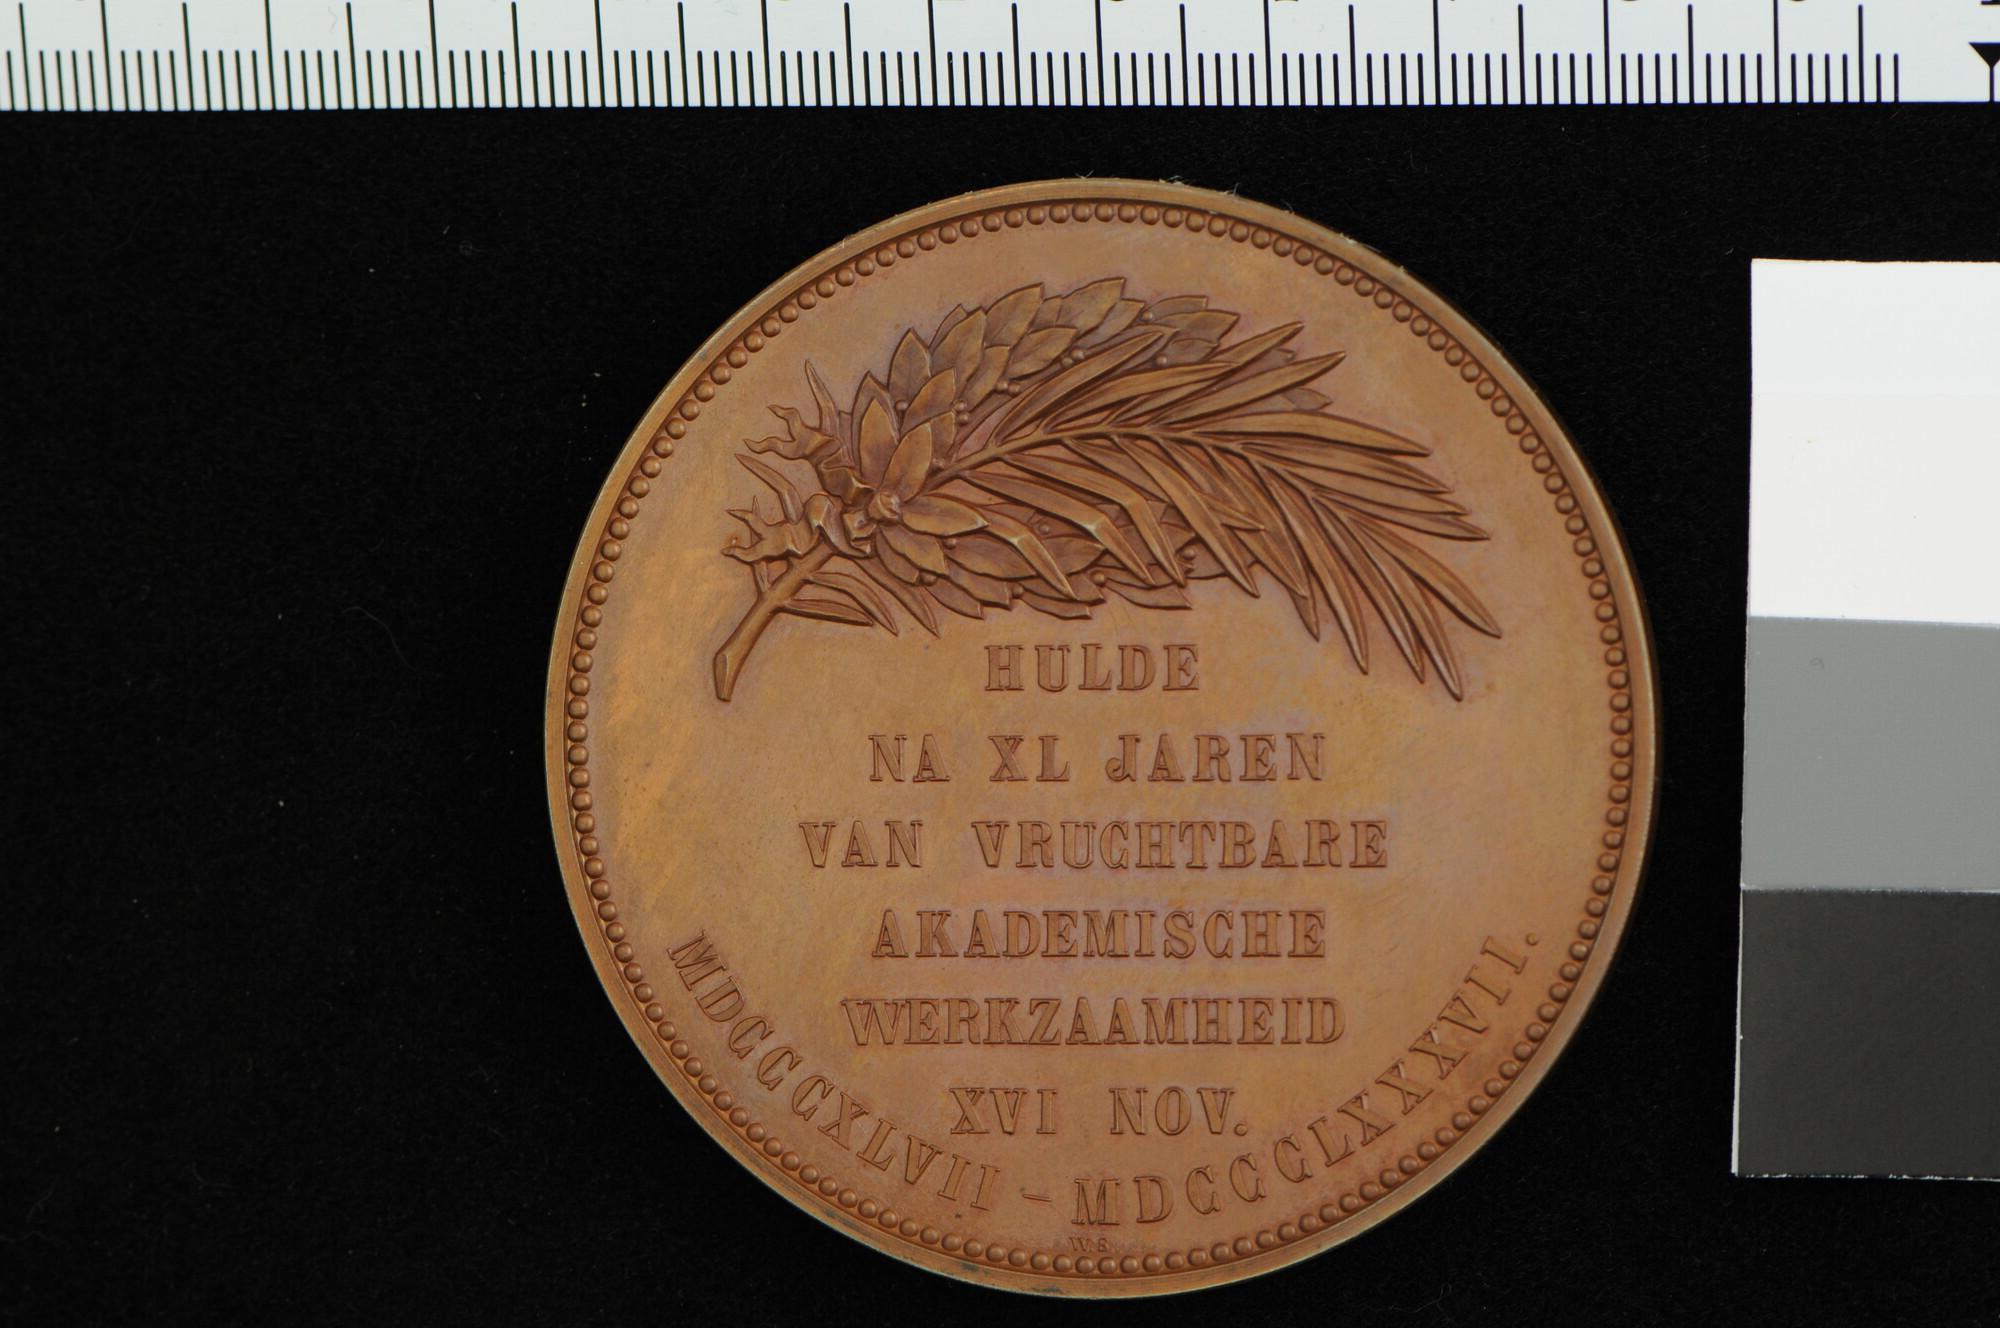 HULDE
NA XL JAREN
VAN VRUCHTBARE
AKADEMISCHE
WERKZAAMHEID
XVI NOV.
MDCCCXLVII – MDCCCLXXXVII.
W.S.